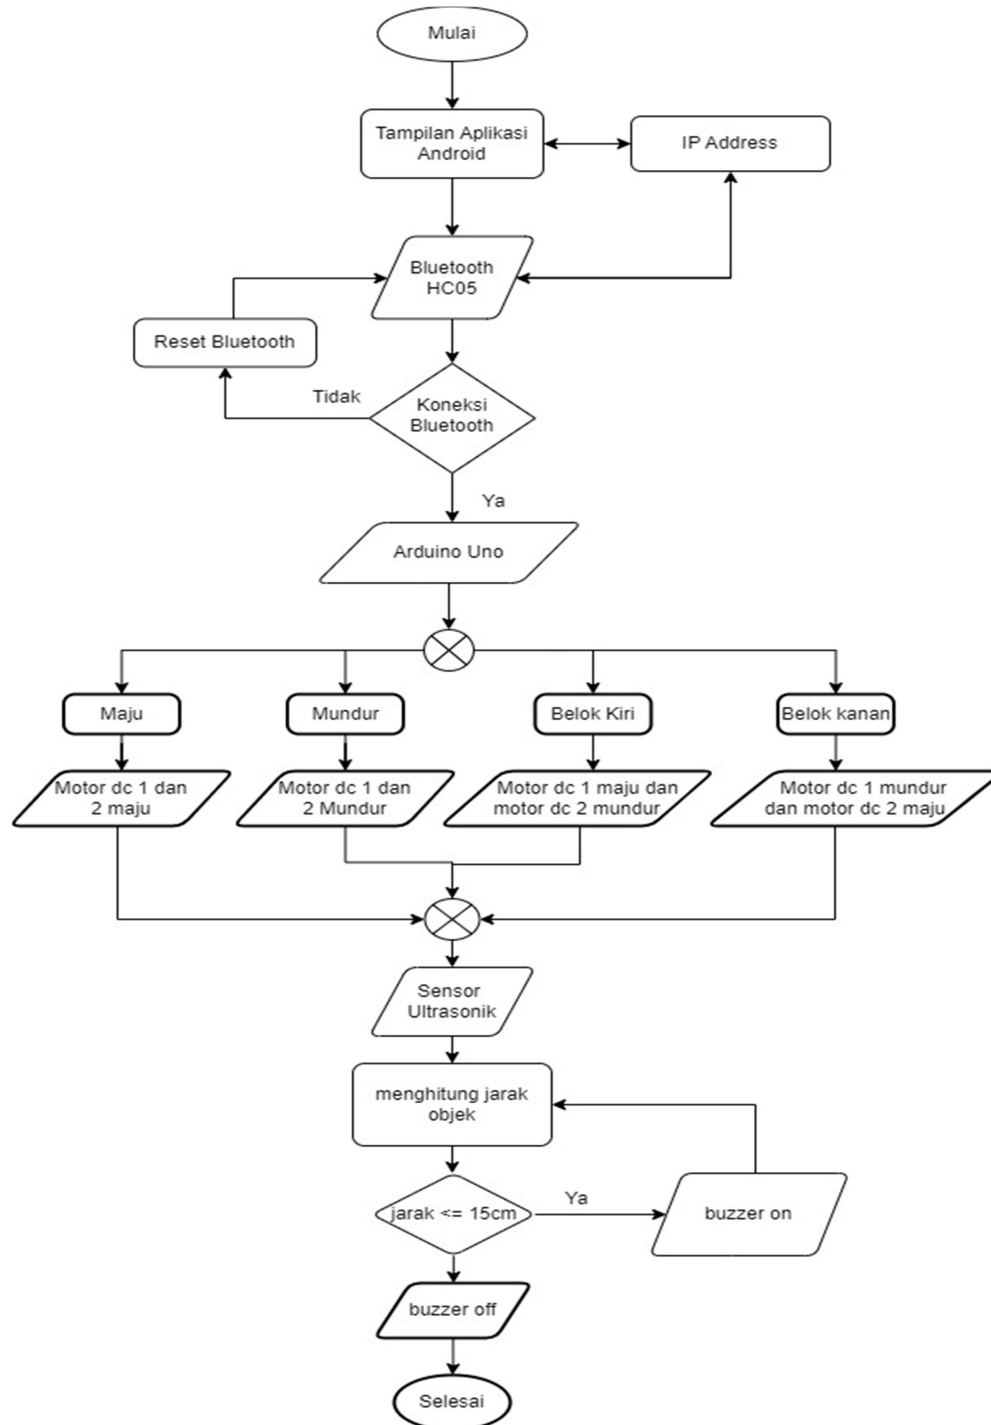 Mulai
Tampilan Aplikasi
Android
IP Address
Bluetooth
HC05
Reset Bluetooth
Tidak
Koneksi
Bluetooth
Ya
Arduino Uno
Maju
Mundur
Belok Kiri
Belok kanan
Motor dc 1 dan
2 maju
Motor dc 1 dan
2 Mundur
Motor dc 1 maju dan
motor dc 2 mundur
Motor dc 1 mundur
dan motor dc 2 maju
Sensor
Ultrasonik
menghitung jarak
objek
jarak <= 15cm
Ya
buzzer on
buzzer off
Selesai